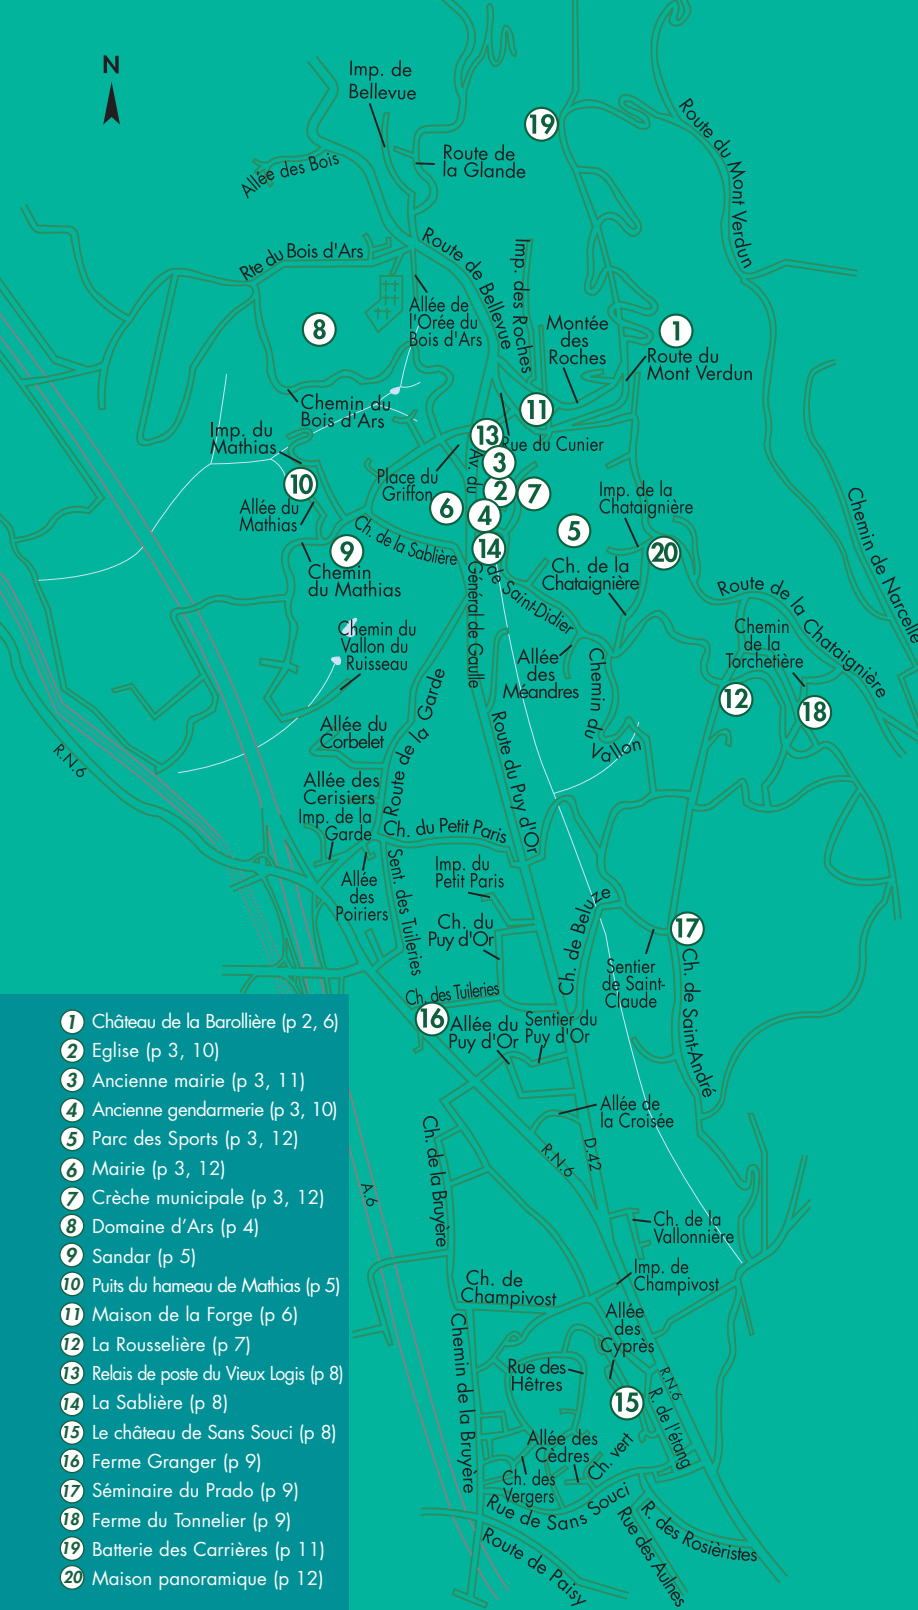 N
Imp. de
Bellevue
19
Route du Mont Verdun
Route de
la Glande
Allée des Bois
Rte du Bois d'Ars
Route de Bellevue
Imp. des Roches
Allée de
l'Orée du
Bois d'Ars
8
Montée
des
Roches
1
Route du
Mont Verdun
Chemin du
Bois d'Ars
11
Imp. du
Mathias
13
Rue du Cunier
3
Place du
Griffon
Av. du
Général de Gaulle
10
2
7
Imp. de la
Chataignière
Chemin de Narcelle
Allée du
Mathias
6
4
5
Ch. de la Sablière
9
14
20
Chemin
du Mathias
Ch. de la
Chataignière
de Saint-Didier
Route de la Chataignière
Chemin du
Vallon du
Ruisseau
Chemin
de la
Torchetière
Allée
des
Méandres
Chemin du
Vallon
12
18
Allée du
Corbelet
Route de la Garde
Route du Puy d'Or
R.N.6
Allée des
Cerisiers
Imp. de la
Garde
Ch. du Petit Paris
Allée
des
Poiriers
Sent. des Tuileries
Imp. du
Petit Paris
Ch. du
Puy d'Or
Ch. de Beluze
17
Sentier
de Saint-
Claude
Ch. de Saint-André
Ch. des Tuileries
16
Allée du
Puy d'Or
Sentier du
Puy d'Or
Allée de
la Croisée
R.N.6
D.42
Ch. de la Bruyère
A.6
Ch. de la
Vallonnière
Imp. de
Champivost
Ch. de
Champivost
Allée
des
Cyprès
Chemin de la Bruyère
Rue des
Hêtres
R.N.6
15
R. de l'étang
Allée des
Cèdres
Ch. vert
Ch. des
Vergers
Rue de Sans Souci
R. des Rosièristes
Rue des Aulnes
Route de Paisy
1 Château de la Barollière (p 2, 6)
2 Eglise (p 3, 10)
3 Ancienne mairie (p 3, 11)
4 Ancienne gendarmerie (p 3, 10)
5 Parc des Sports (p 3, 12)
6 Mairie (p 3, 12)
7 Crèche municipale (p 3, 12)
8 Domaine d’Ars (p 4)
9 Sandar (p 5)
10 Puits du hameau de Mathias (p 5)
11 Maison de la Forge (p 6)
12 La Rousselière (p 7)
13 Relais de poste du Vieux Logis (p 8)
14 La Sablière (p 8)
15 Le château de Sans Souci (p 8)
16 Ferme Granger (p 9)
17 Séminaire du Prado (p 9)
18 Ferme du Tonnelier (p 9)
19 Batterie des Carrières (p 11)
20 Maison panoramique (p 12)